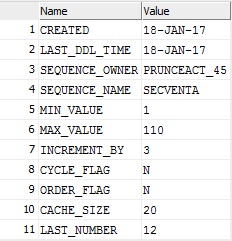 Name Value
1 CREATED 18-JAN-17
2 LAST_DDL_TIME 18-JAN-17
3 SEQUENCE_OWNER PRUNCEACT_45
4 SEQUENCE_NAME SECVENTA
5 MIN_VALUE 1
6 MAX_VALUE 110
7 INCREMENT_BY 3
8 CYCLE_FLAG N
9 ORDER_FLAG N
10 CACHE_SIZE 20
11 LAST_NUMBER 12